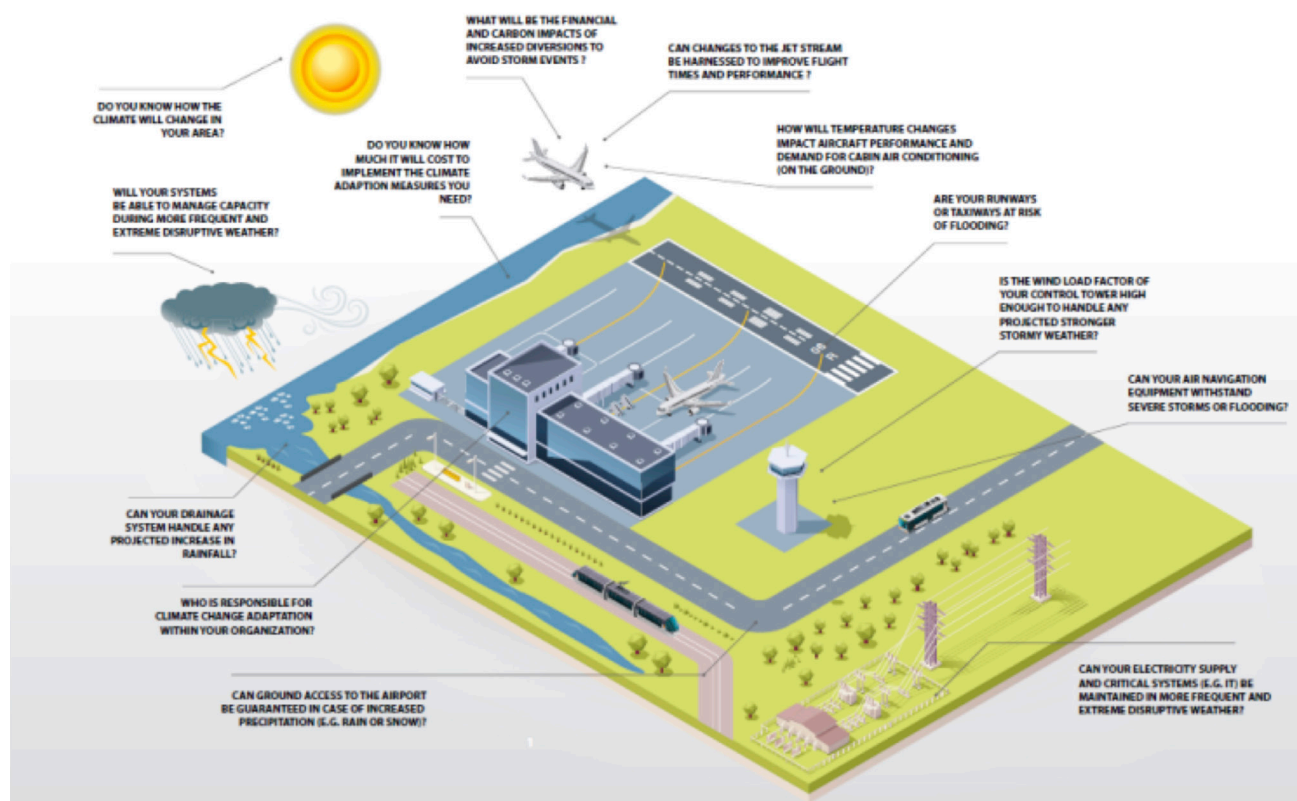 WHAT WILL BE THE FINANCIAL
AND CARBON IMPACTS OF
INCREASED DIVERSIONS TO
AVOID STORM EVENTS ?
CAN CHANGES TO THE JET STREAM
BE HARNESSED TO IMPROVE FLIGHT
TIMES AND PERFORMANCE ?
DO YOU KNOW HOW THE
CLIMATE WILL CHANGE IN
YOUR AREA?
DO YOU KNOW HOW
MUCH IT WILL COST TO
IMPLEMENT THE CLIMATE
ADAPTION MEASURES YOU
NEED?
HOW WILL TEMPERATURE CHANGES
IMPACT AIRCRAFT PERFORMANCE AND
DEMAND FOR CABIN AIR CONDITIONING
(ON THE GROUND)?
WILL YOUR SYSTEMS
BE ABLE TO MANAGE CAPACITY
DURING MORE FREQUENT AND
EXTREME DISRUPTIVE WEATHER?
ARE YOUR RUNWAYS
OR TAXIWAYS AT RISK
OF FLOODING?
IS THE WIND LOAD FACTOR OF
YOUR CONTROL TOWER HIGH
ENOUGH TO HANDLE ANY
PROJECTED STRONGER
STORMY WEATHER?
CAN YOUR AIR NAVIGATION
EQUIPMENT WITHSTAND
SEVERE STORMS OR FLOODING?
CAN YOUR DRAINAGE
SYSTEM HANDLE ANY
PROJECTED INCREASE IN
RAINFALL?
WHO IS RESPONSIBLE FOR
CLIMATE CHANGE ADAPTATION
WITHIN YOUR ORGANIZATION?
CAN GROUND ACCESS TO THE AIRPORT
BE GUARANTEED IN CASE OF INCREASED
PRECIPITATION (E.G. RAIN OR SNOW)?
CAN YOUR ELECTRICITY SUPPLY
AND CRITICAL SYSTEMS (E.G. IT) BE
MAINTAINED IN MORE FREQUENT AND
EXTREME DISRUPTIVE WEATHER?
1